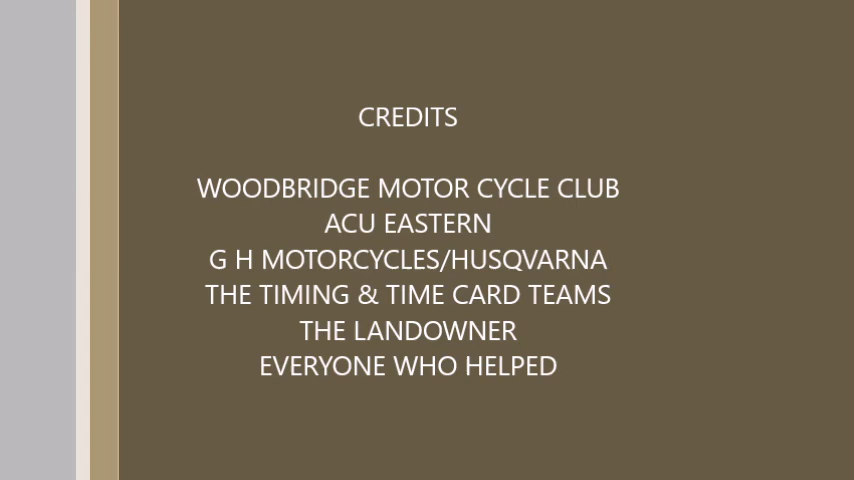 CREDITS
WOODBRIDGE MOTOR CYCLE CLUB
ACU EASTERN
G H MOTORCYCLES/HUSQVARNA
THE TIMING & TIME CARD TEAMS
THE LANDOWNER
EVERYONE WHO HELPED